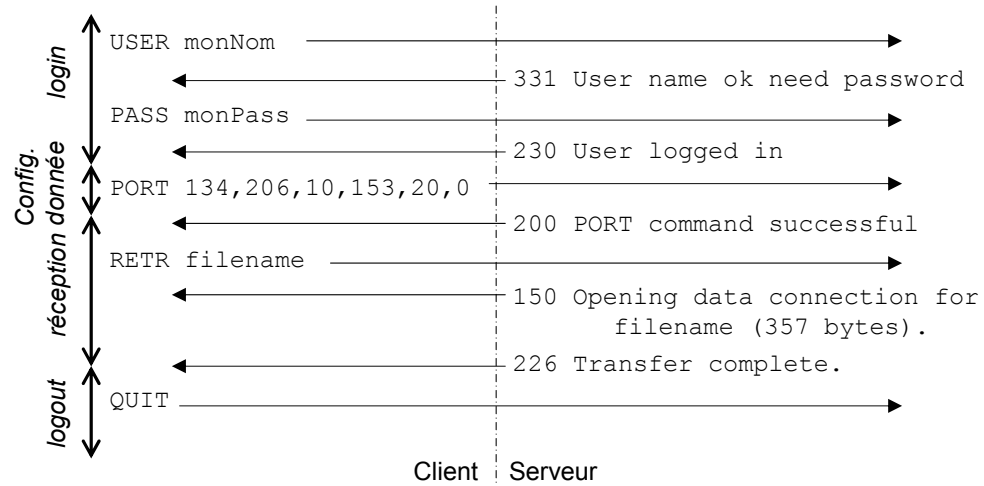 login
USER monNom
331 User name ok need password
PASS monPass
230 User logged in
Config.
PORT 134,206,10,153,20,0
200 PORT command successful
réception donnée
RETR filename
150 Opening data connection for
filename (357 bytes).
226 Transfer complete.
logout
QUIT
Client
Serveur